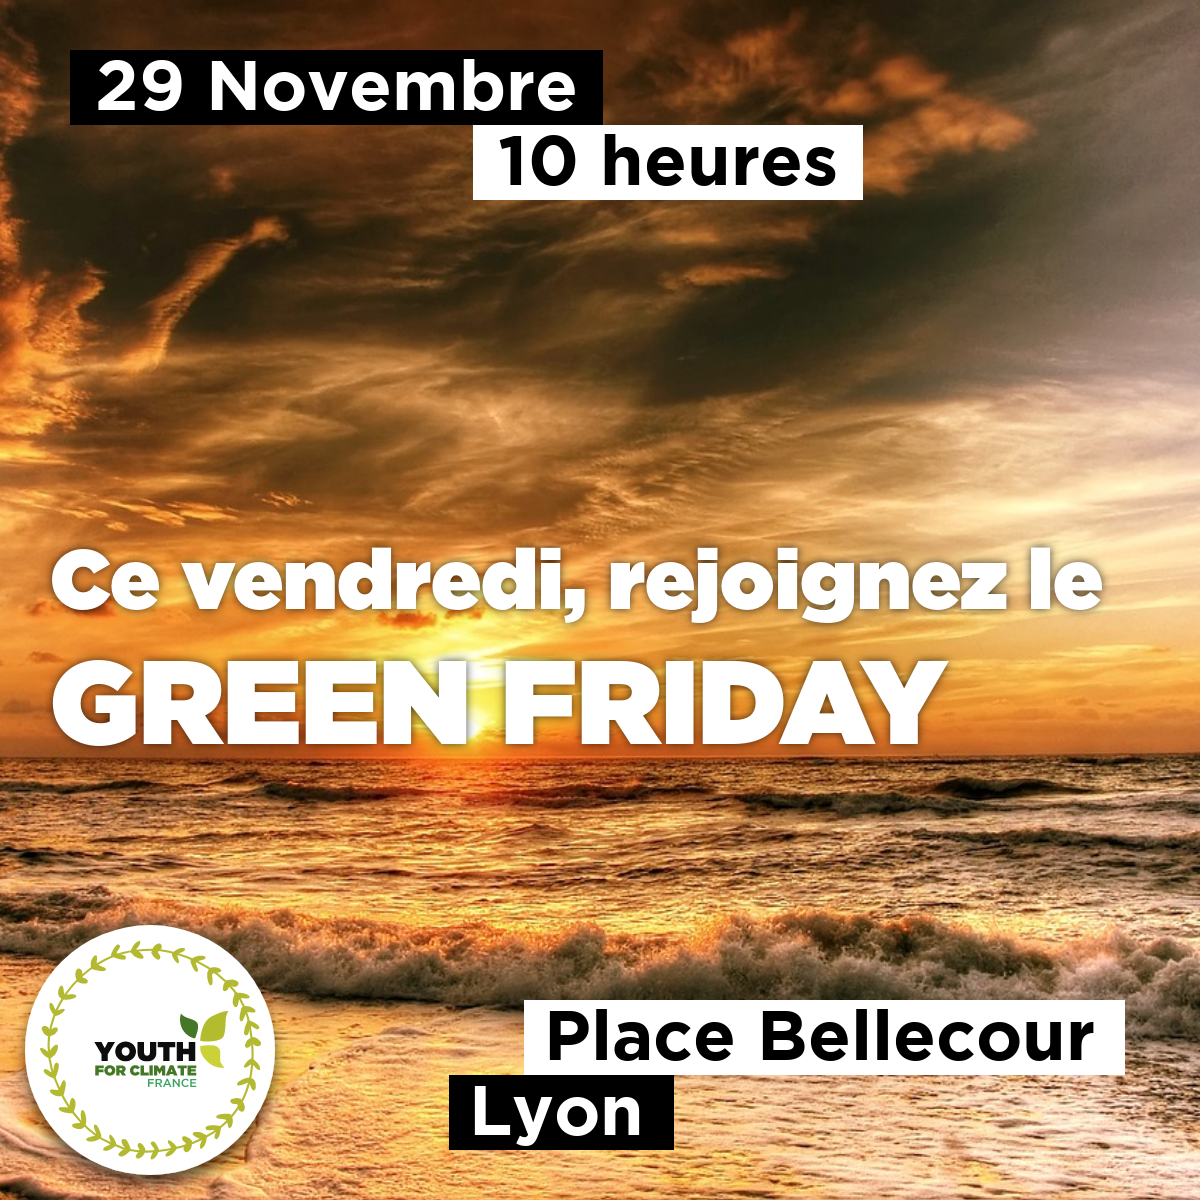 29 Novembre
10 heures
Ce vendredi, rejoignez le
GREEN FRIDAY
Place Bellecour
Lyon
YOUTH
FOR CLIMATE
FRANCE